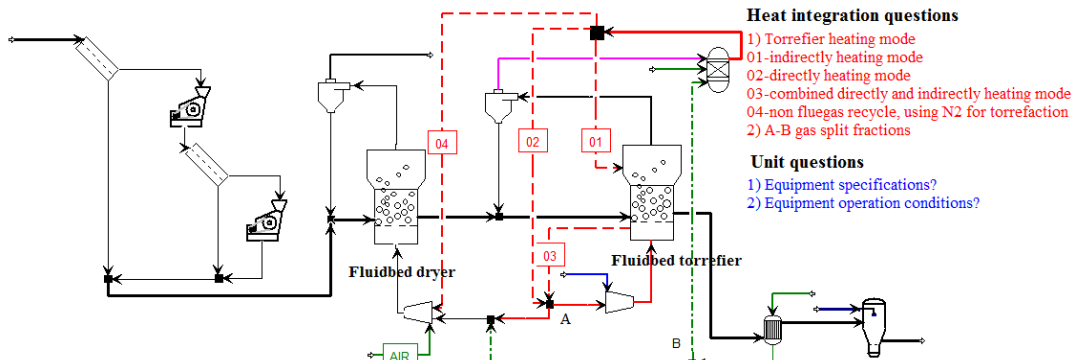 Heat integration questions
1) Torrefier heating mode
01-indirectly heating mode
02-directly heating mode
03-combined directly and indirectly heating mode
04-non fluegas recycle, using N2 for torrefaction
2) A-B gas split fractions
Unit questions
1) Equipment specifications?
2) Equipment operation conditions?
04
02
01
03
Fluidbed dryer
Fluidbed torrefier
A
B
AIR